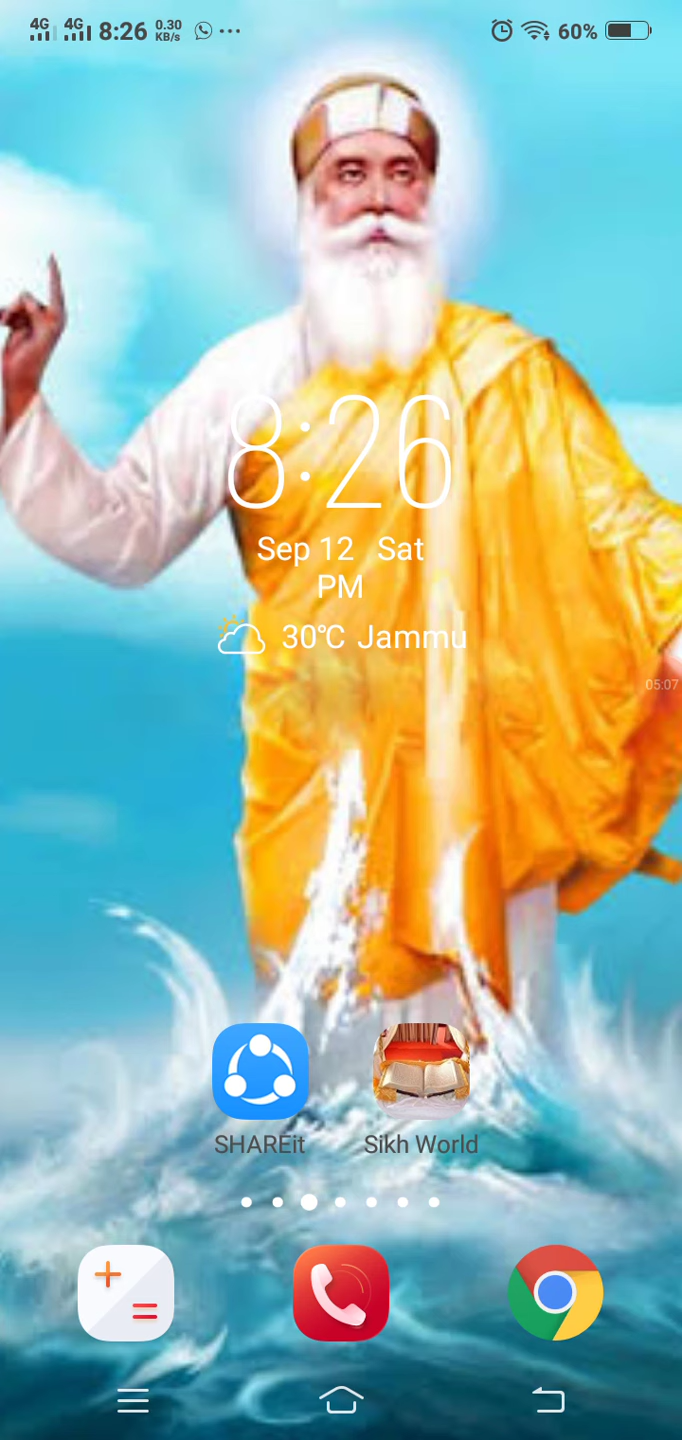 4G 4G 8:26 0.30 KB/s 60%
8:26
Sep 12 Sat
PM
30℃ Jammu
05:07
SHAREit Sikh World